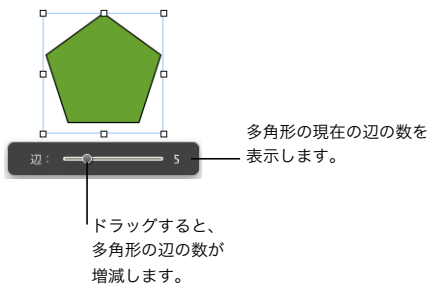 多角形の現在の辺の数を
表示します。
辺： 5
ドラッグすると、
多角形の辺の数が
増減します。